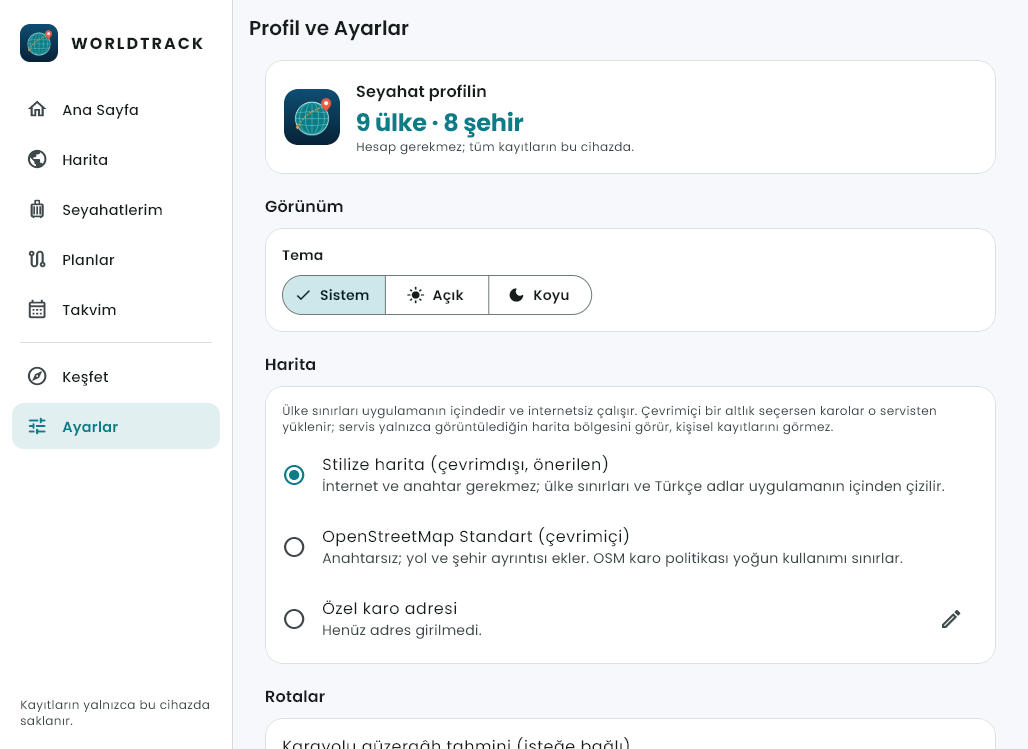 WORLDTRACK
Ana Sayfa
Harita
Seyahatlerim
Planlar
Takvim
Keşfet
Ayarlar
Kayıtların yalnızca bu cihazda
saklanır.
Profil ve Ayarlar
Seyahat profilin
9 ülke · 8 şehir
Hesap gerekmez; tüm kayıtların bu cihazda.
Görünüm
Tema
Sistem
Açık
Koyu
Harita
Ülke sınırları uygulamanın içindedir ve internetsiz çalışır. Çevrimiçi bir altlık seçersen karolar o servisten
yüklenir; servis yalnızca görüntülediğin harita bölgesini görür, kişisel kayıtlarını görmez.
Stilize harita (çevrimdışı, önerilen)
İnternet ve anahtar gerekmez; ülke sınırları ve Türkçe adlar uygulamanın içinden çizilir.
OpenStreetMap Standart (çevrimiçi)
Anahtarsız; yol ve şehir ayrıntısı ekler. OSM karo politikası yoğun kullanımı sınırlar.
Özel karo adresi
Henüz adres girilmedi.
Rotalar
Karayolu güzergâh tahmini (isteğe bağlı)